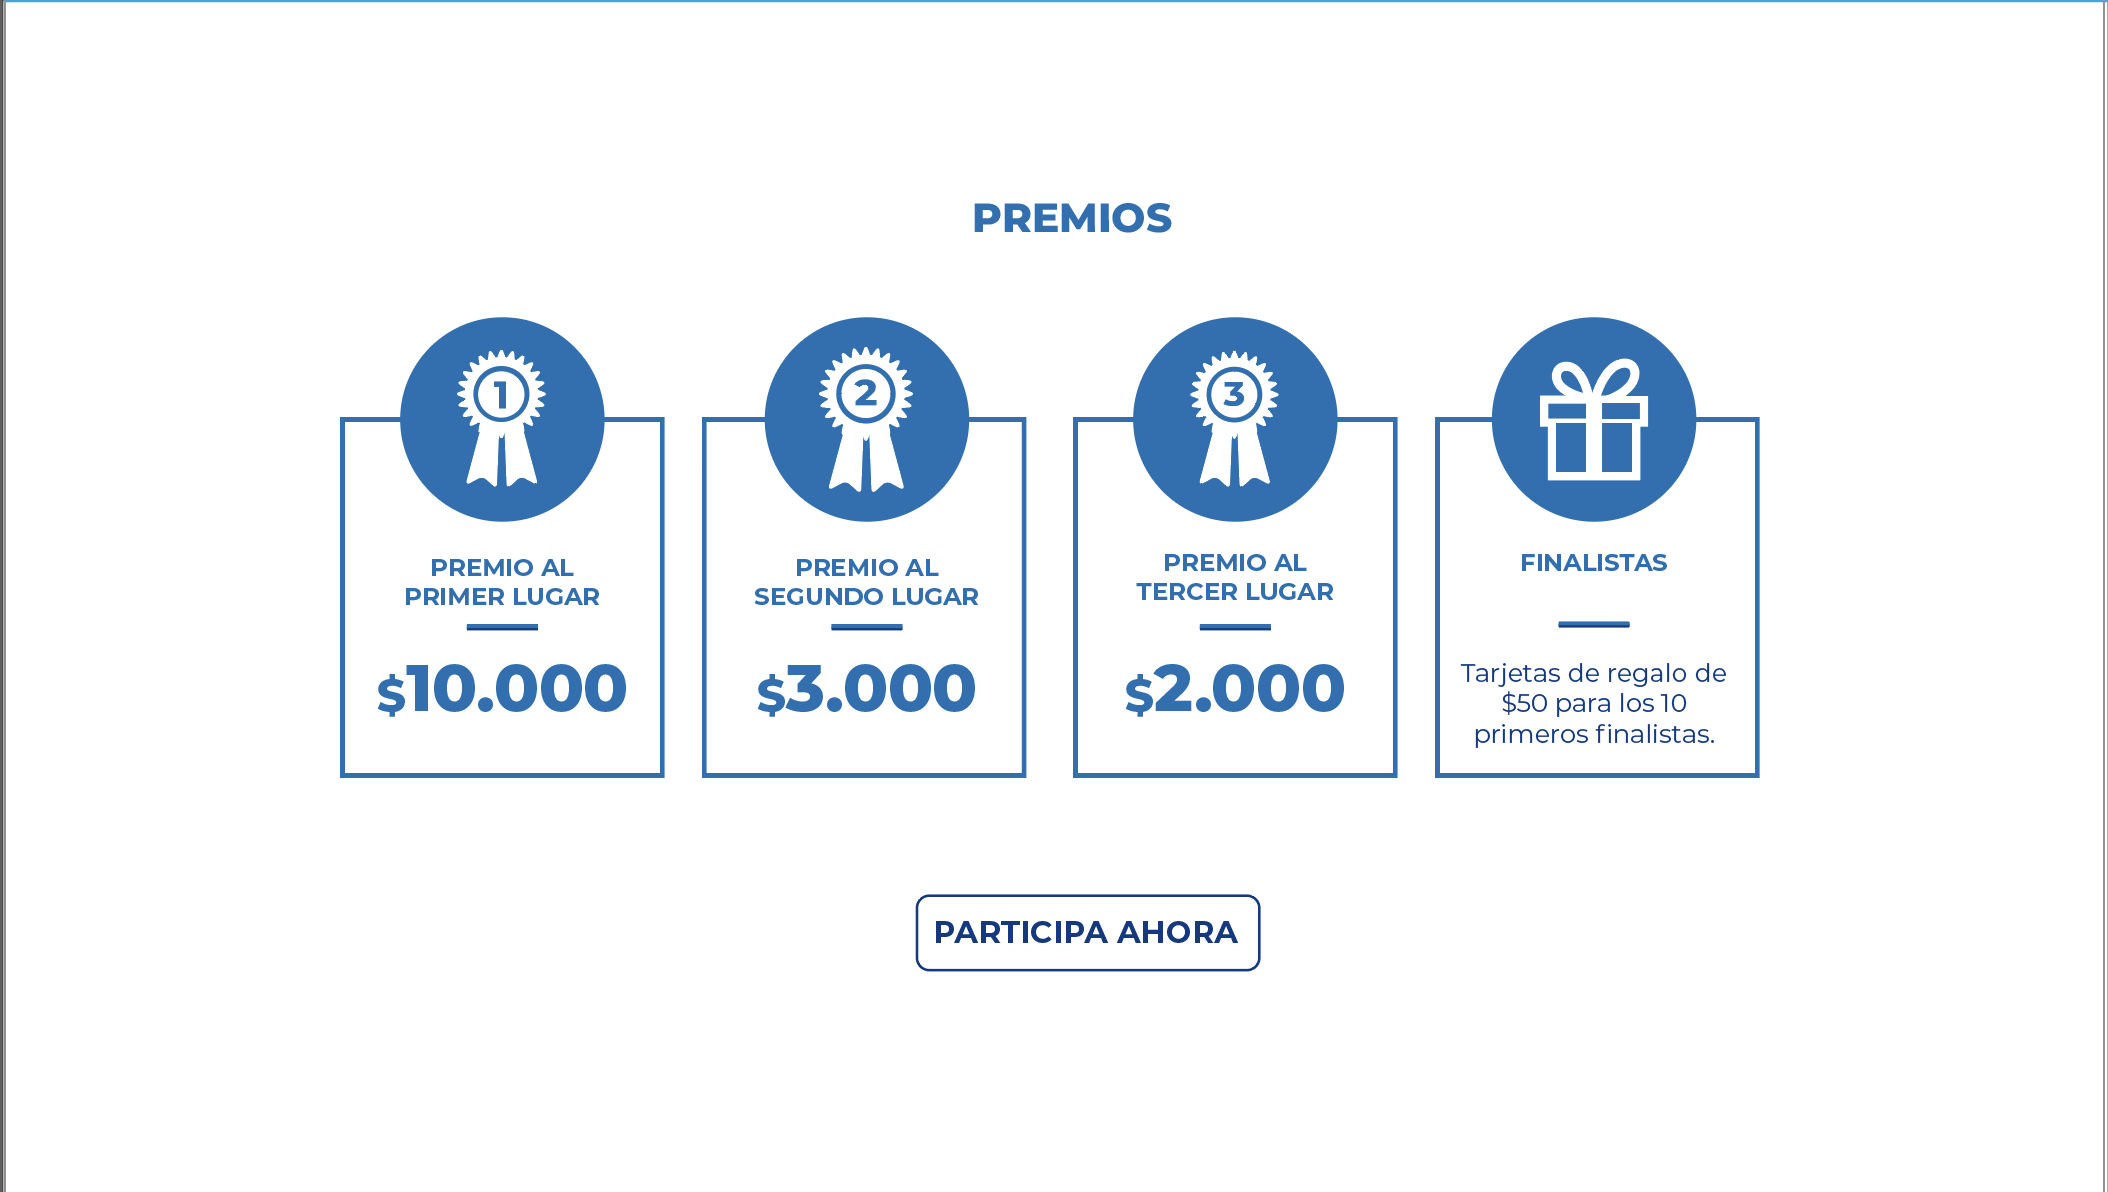 PREMIOS
1
PREMIO AL
PRIMER LUGAR
$10.000
2
PREMIO AL
SEGUNDO LUGAR
$3.000
3
PREMIO AL
TERCER LUGAR
$2.000
FINALISTAS
Tarjetas de regalo de
$50 para los 10
primeros finalistas.
PARTICIPA AHORA